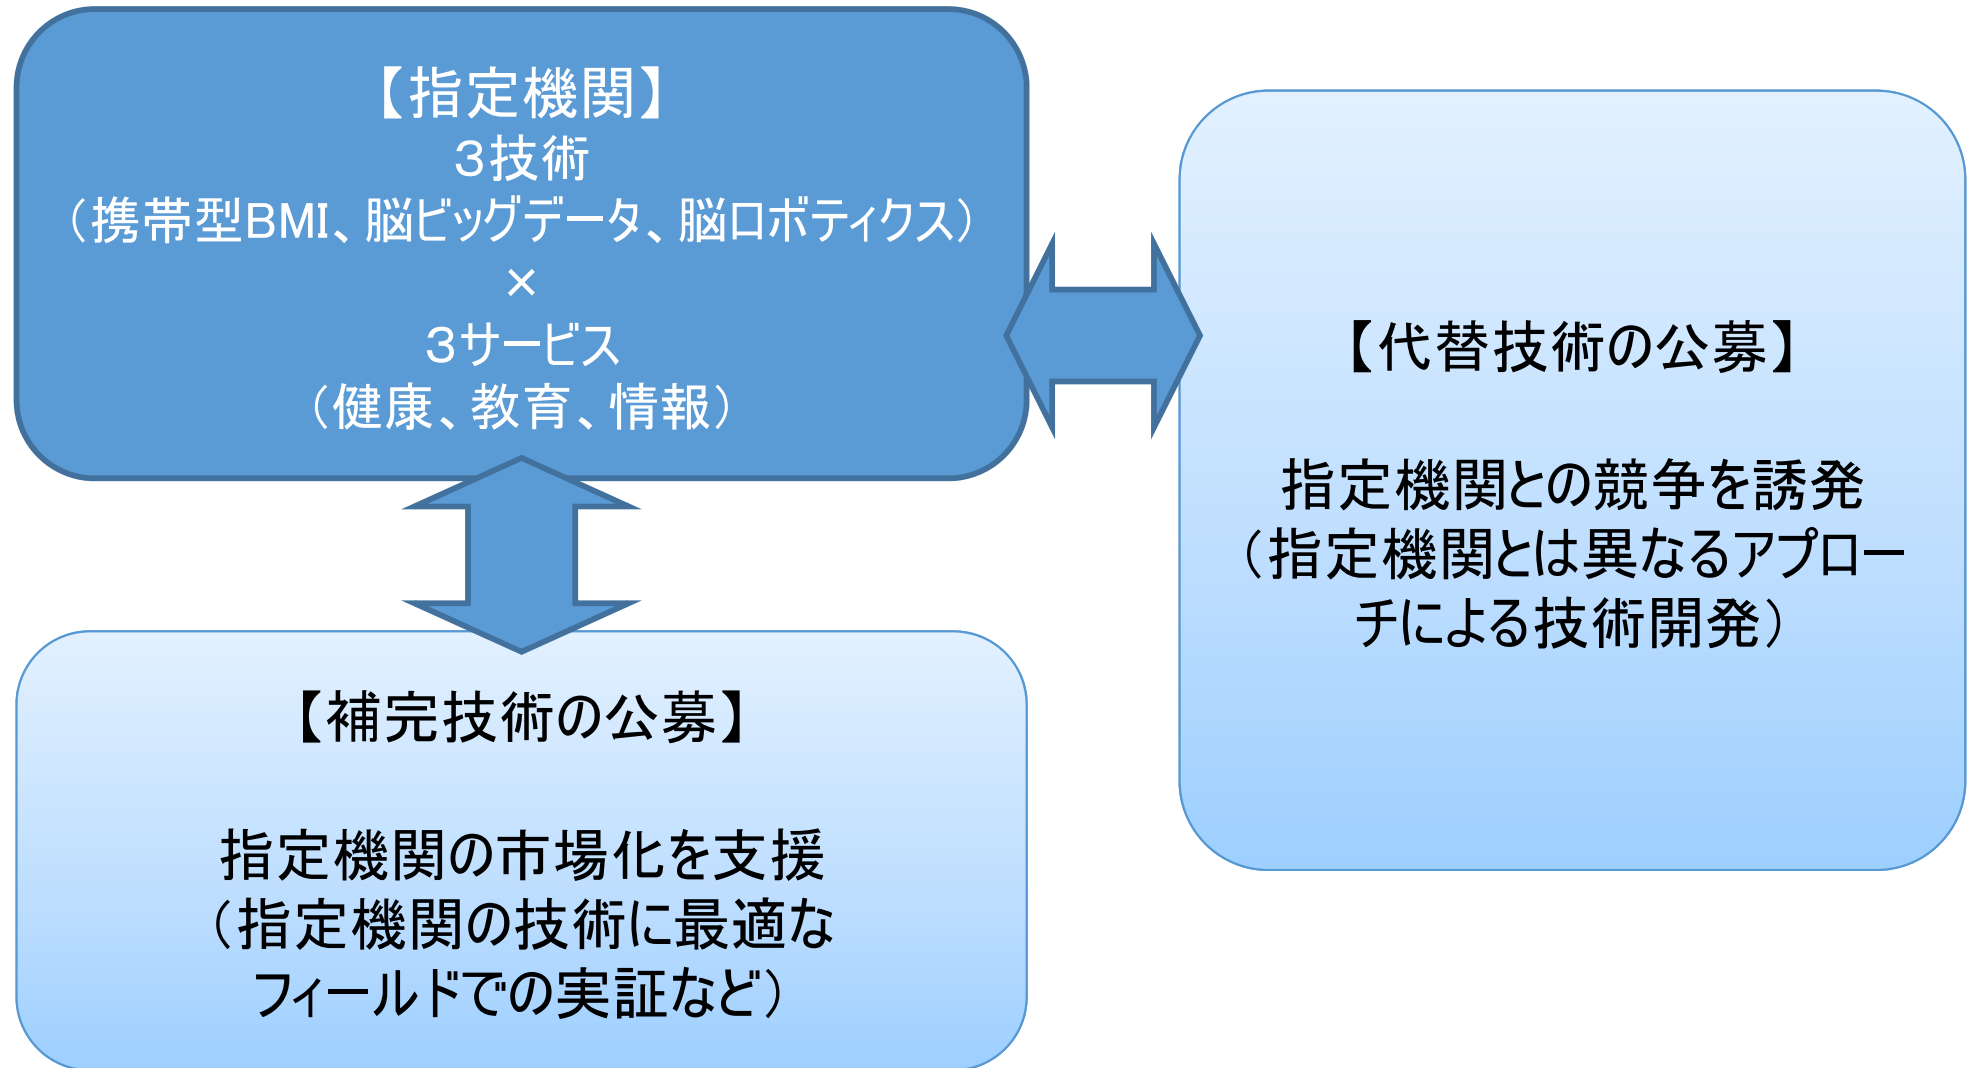 【指定機関】
３技術
（携帯型BMI、脳ビッグデータ、脳ロボティクス）
×
３サービス
（健康、教育、情報）
【代替技術の公募】
指定機関との競争を誘発
（指定機関とは異なるアプロー
チによる技術開発）
【補完技術の公募】
指定機関の市場化を支援
（指定機関の技術に最適な
フィールドでの実証など）